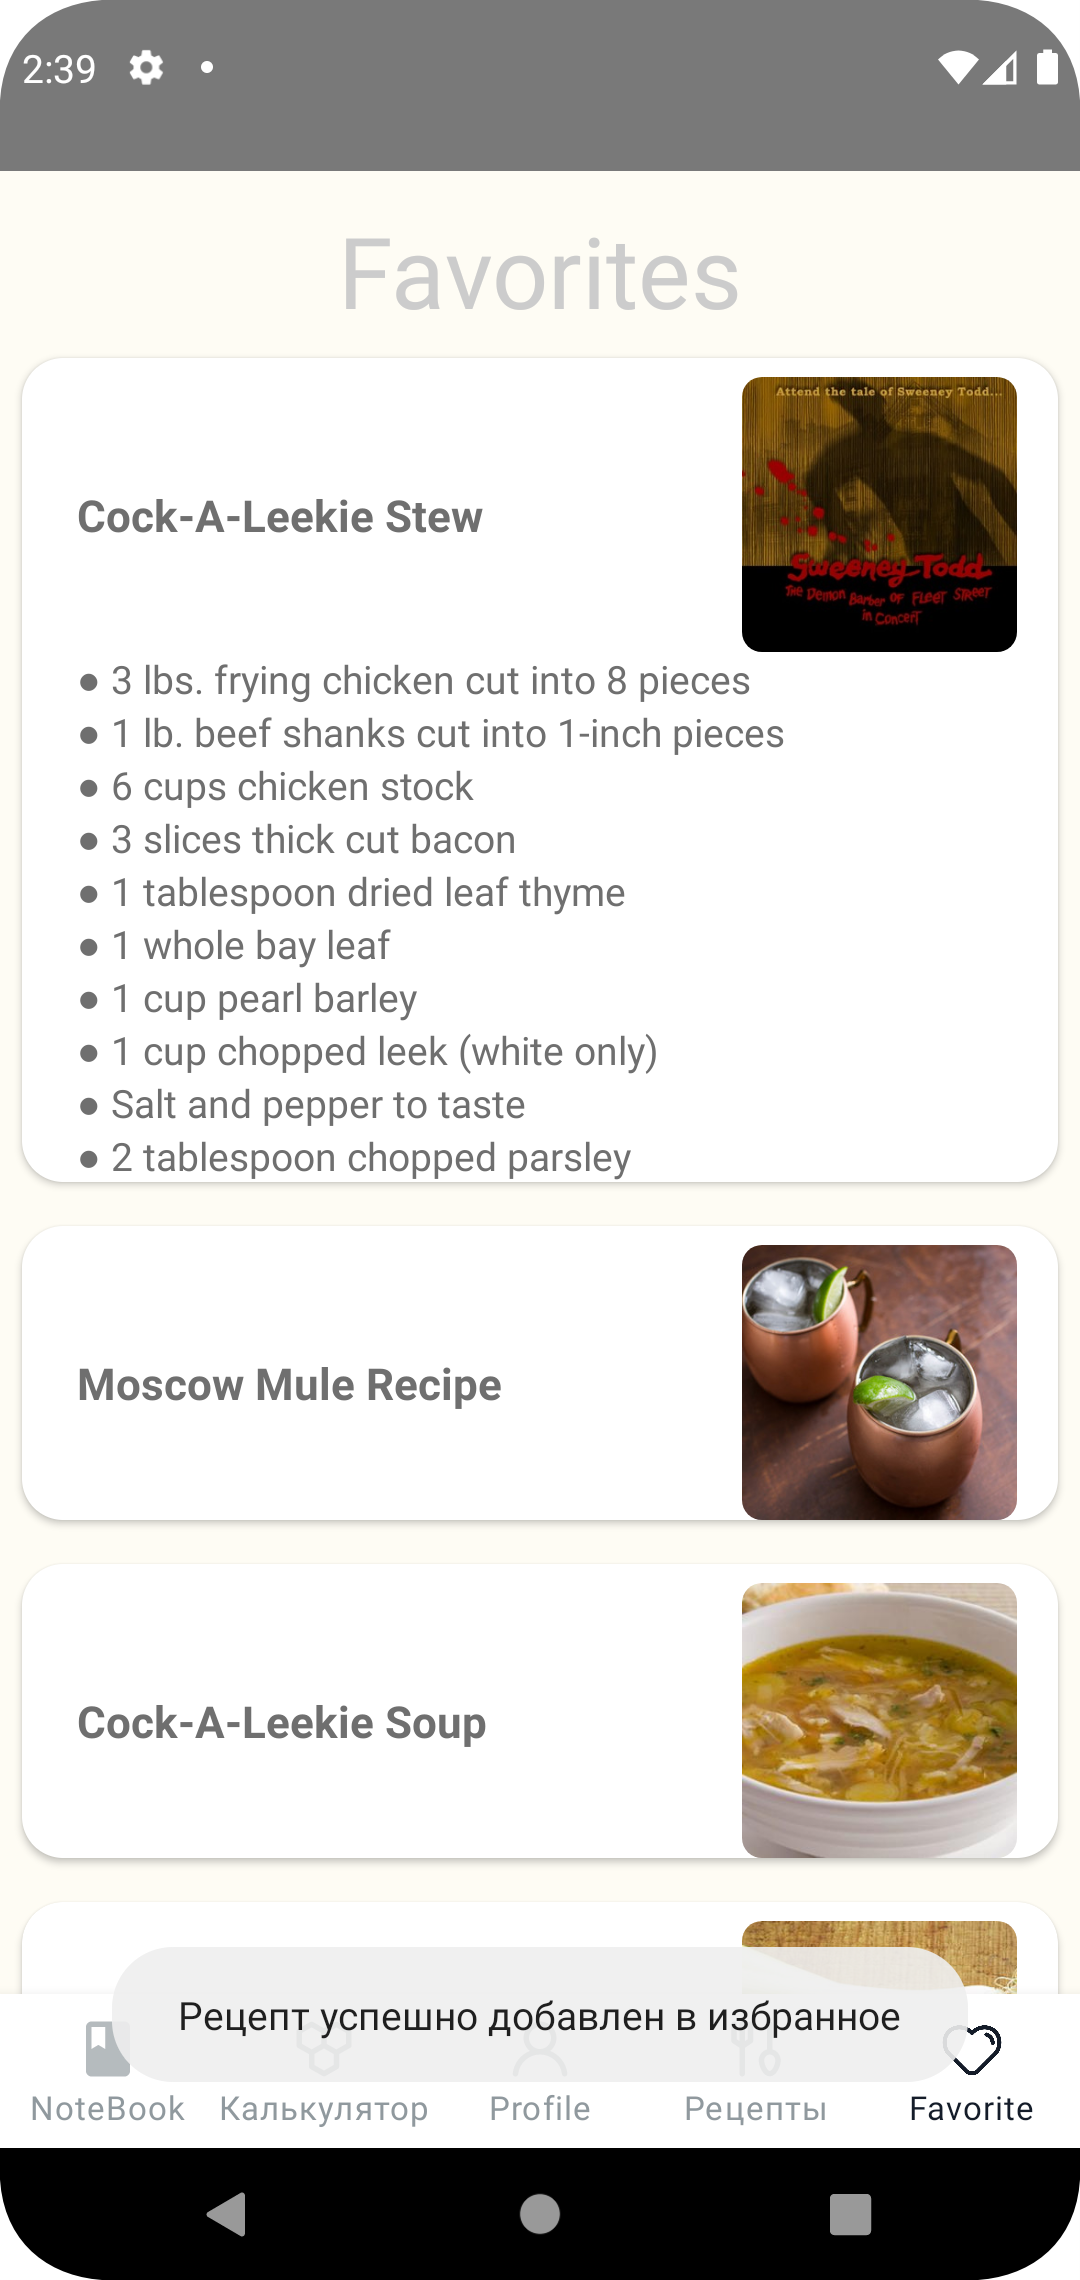 2:39
Favorites
Attend the tale of Sweeney Todd...
Cock-A-Leekie Stew
Sweeney Todd
The Demon Barber OF FLEET STREET
in Concert
● 3 lbs. frying chicken cut into 8 pieces
● 1 lb. beef shanks cut into 1-inch pieces
● 6 cups chicken stock
● 3 slices thick cut bacon
● 1 tablespoon dried leaf thyme
● 1 whole bay leaf
● 1 cup pearl barley
● 1 cup chopped leek (white only)
● Salt and pepper to taste
● 2 tablespoon chopped parsley
Moscow Mule Recipe
Cock-A-Leekie Soup
Рецепт успешно добавлен в избранное
NoteBook Калькулятор Profile Рецепты Favorite